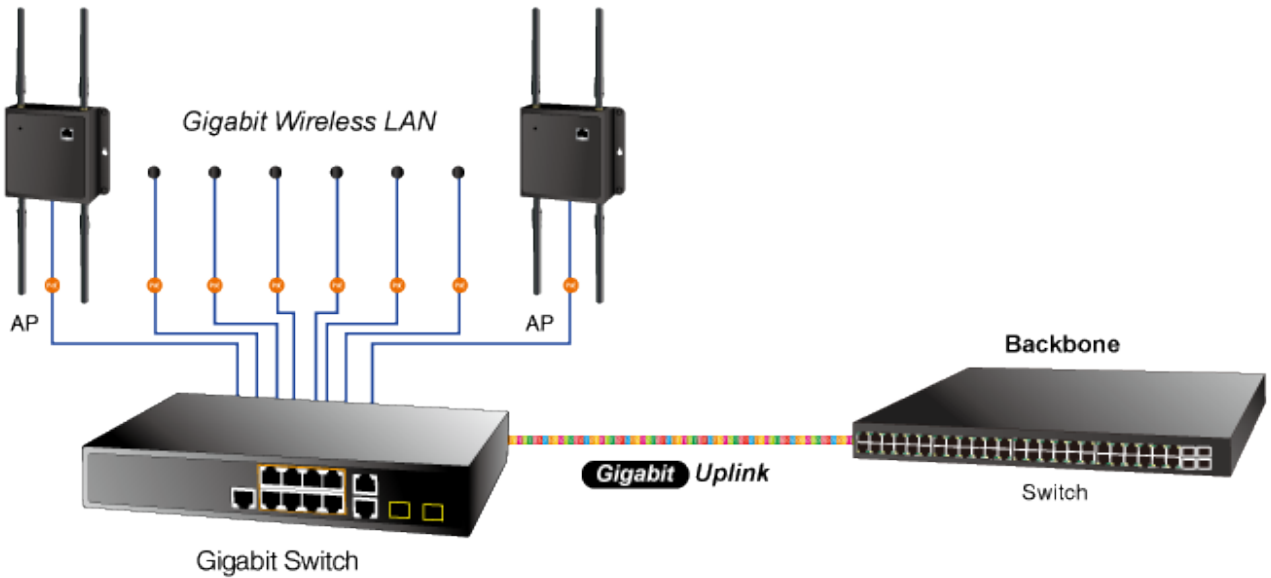 Gigabit Wireless LAN
AP
AP
Backbone
Gigabit Uplink
Switch
Gigabit Switch